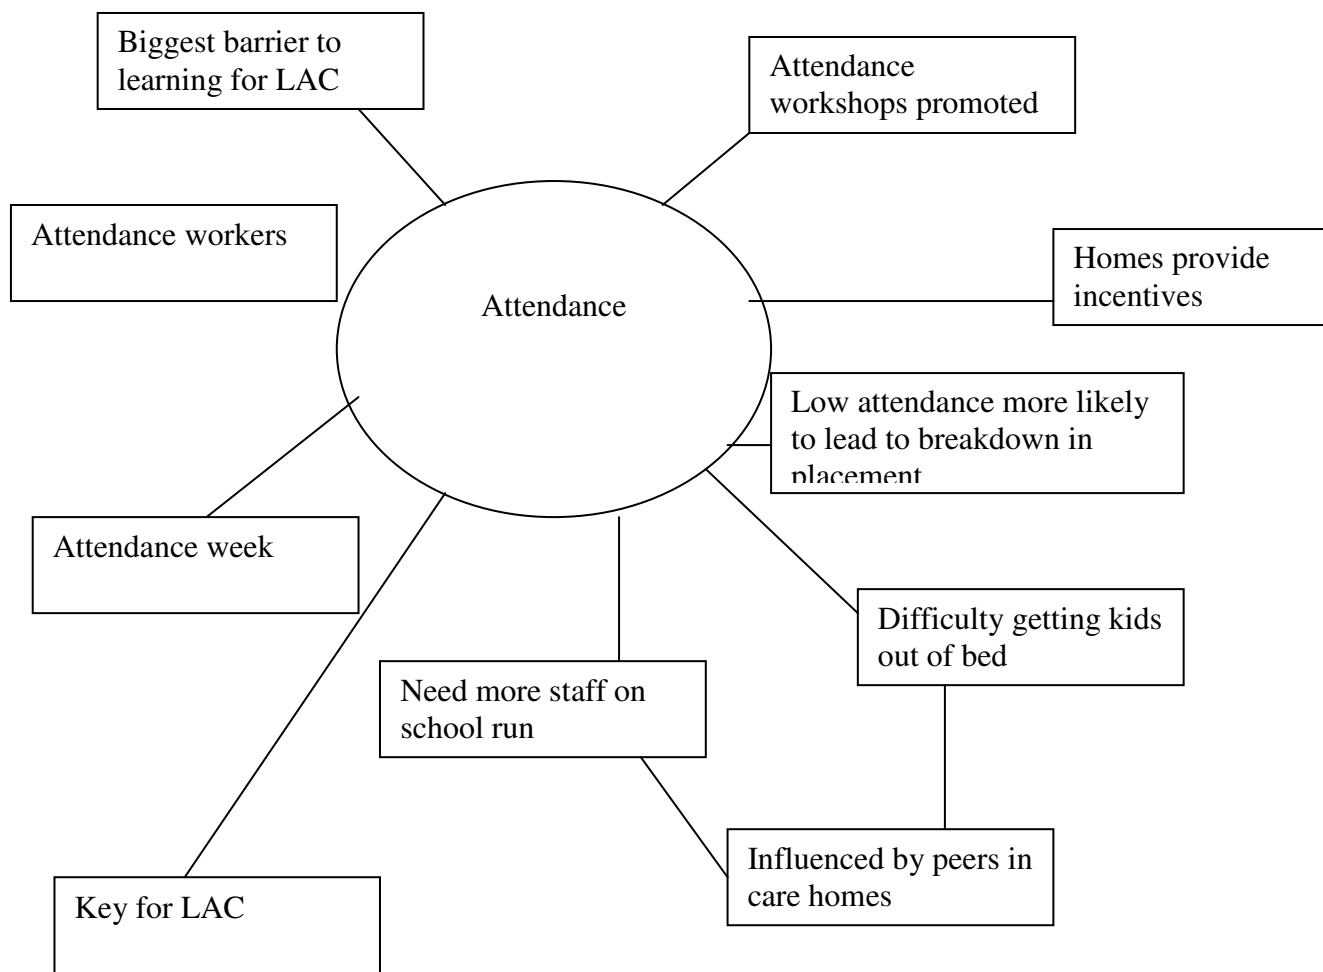 Biggest barrier to
learning for LAC
Attendance
workshops promoted
Attendance workers
Homes provide
incentives
Attendance
Low attendance more likely
to lead to breakdown in
placement
Attendance week
Difficulty getting kids
out of bed
Need more staff on
school run
Influenced by peers in
care homes
Key for LAC